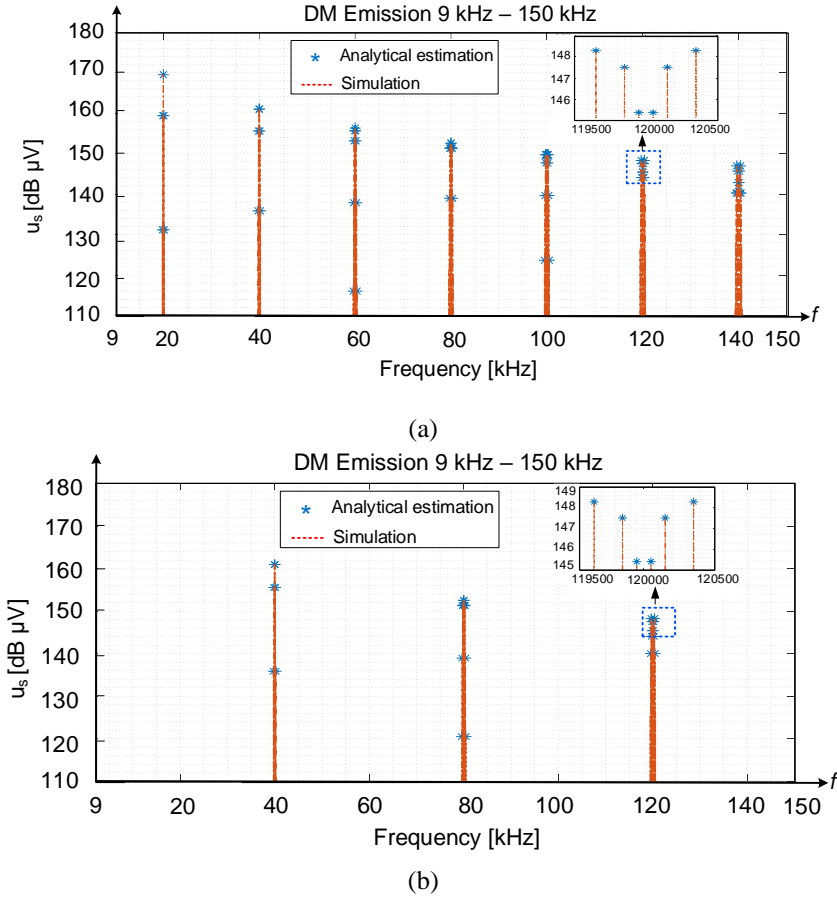 DM Emission 9 kHz – 150 kHz
180
170
160
150
140
130
120
110
uₛ [dB µV]
* Analytical estimation
Simulation
148
147
146
119500 120000 120500
9 20 40 60 80 100 120 140 150 f
Frequency [kHz]
(a)
DM Emission 9 kHz – 150 kHz
180
170
160
150
140
130
120
110
uₛ [dB µV]
* Analytical estimation
Simulation
149
148
147
146
145
119500 120000 120500
9 20 40 60 80 100 120 140 150 f
Frequency [kHz]
(b)